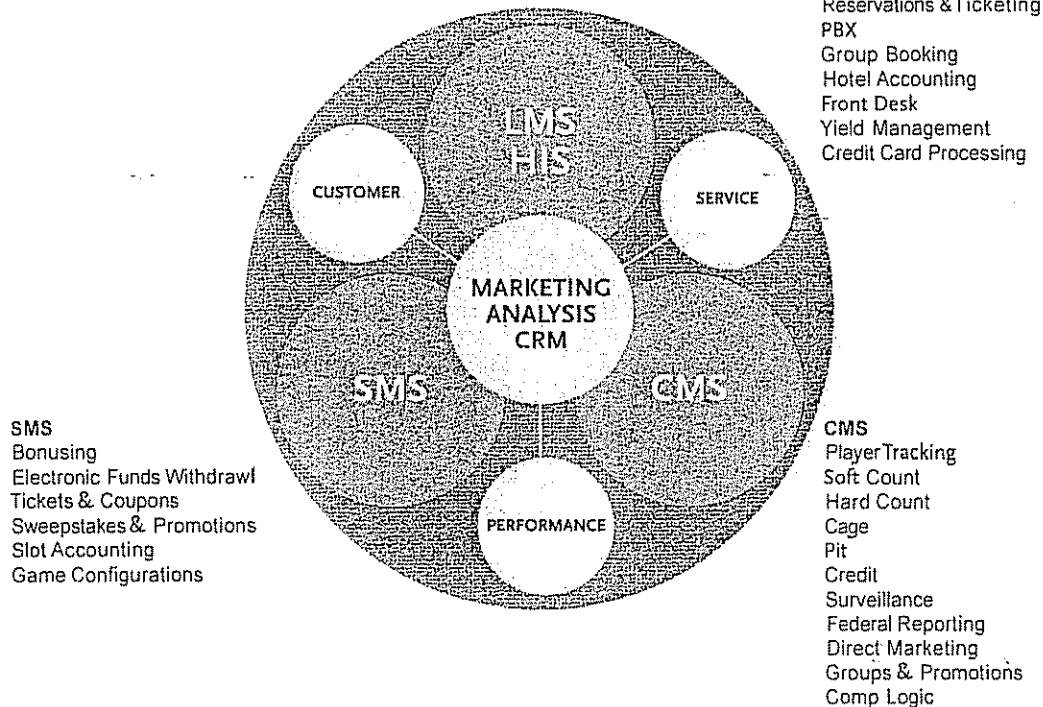 Reservations & Ticketing
PBX
Group Booking
Hotel Accounting
Front Desk
Yield Management
Credit Card Processing
LMS
HIS
CUSTOMER
SERVICE
MARKETING
ANALYSIS
CRM
SMS
CMS
PERFORMANCE
SMS
Bonusing
Electronic Funds Withdrawl
Tickets & Coupons
Sweepstakes & Promotions
Slot Accounting
Game Configurations
CMS
PlayerTracking
Soft Count
Hard Count
Cage
Pit
Credit
Surveillance
Federal Reporting
Direct Marketing
Groups & Promotions
Comp Logic